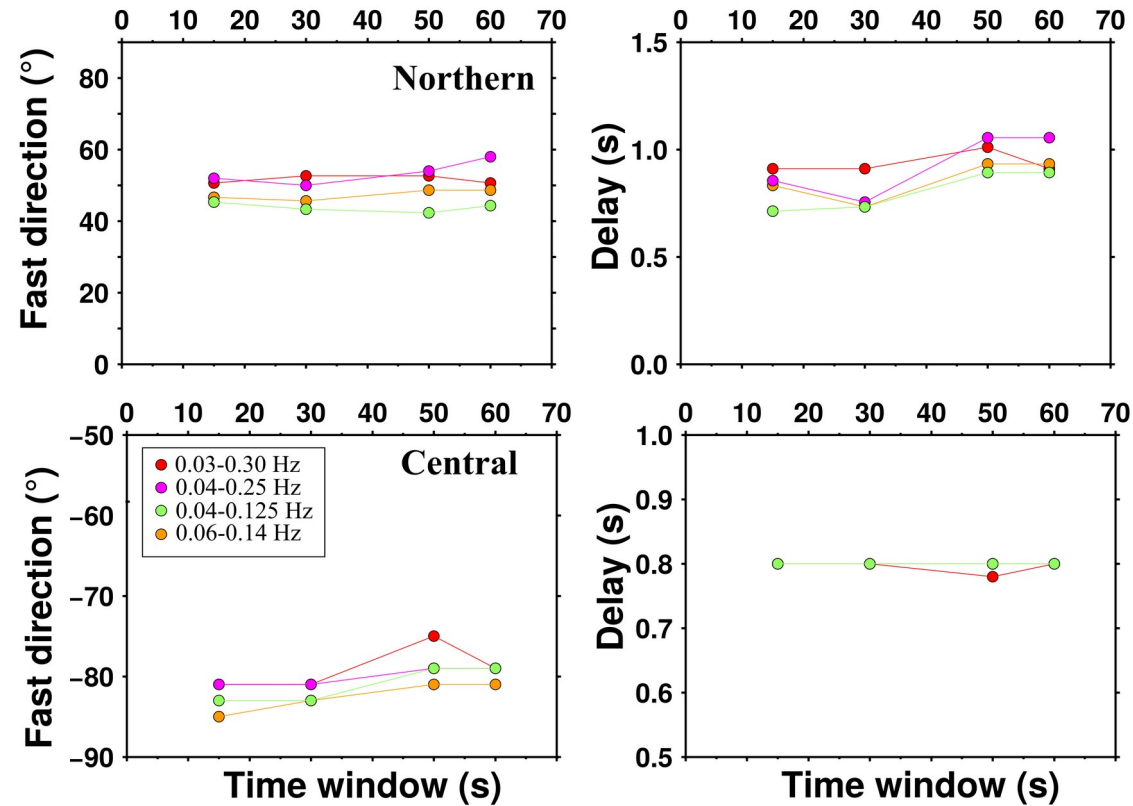 0 10 20 30 40 50 60 70
0 10 20 30 40 50 60 70
Fast direction (°)
80
60
40
20
0
Northern
Delay (s)
1.5
1.0
0.5
0.0
0 10 20 30 40 50 60 70
0 10 20 30 40 50 60 70
Fast direction (°)
−50
−60
−70
−80
−90
Central
0.03-0.30 Hz
0.04-0.25 Hz
0.04-0.125 Hz
0.06-0.14 Hz
Delay (s)
1.0
0.9
0.8
0.7
0.6
0.5
Time window (s)
Time window (s)